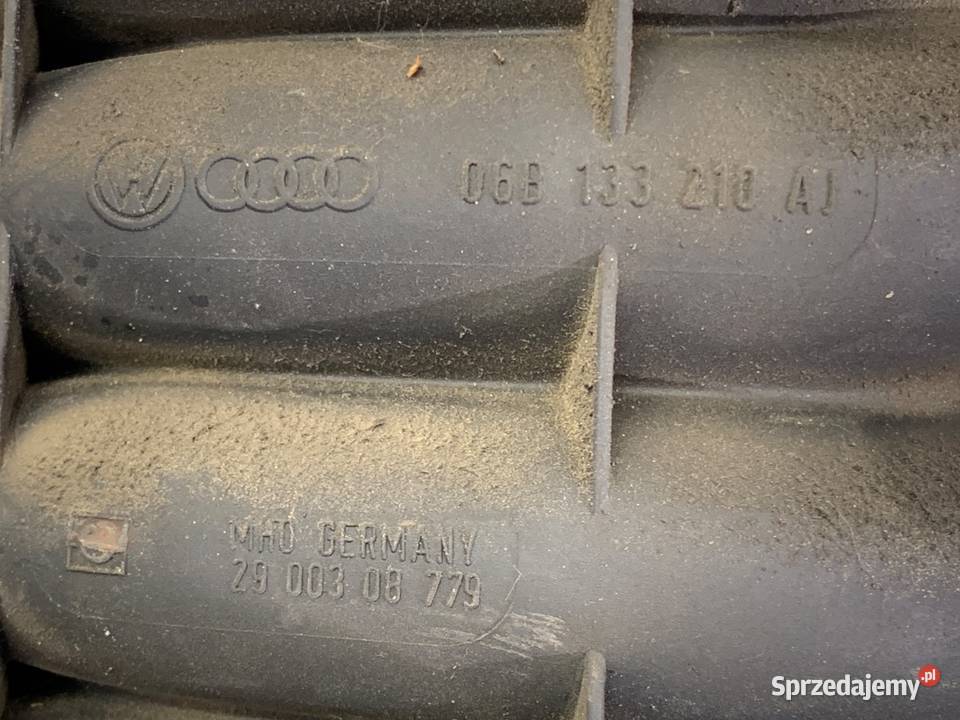 06B 133 210 AJ
MHO GERMANY
29 003 08 779
Sprzedajemy.pl